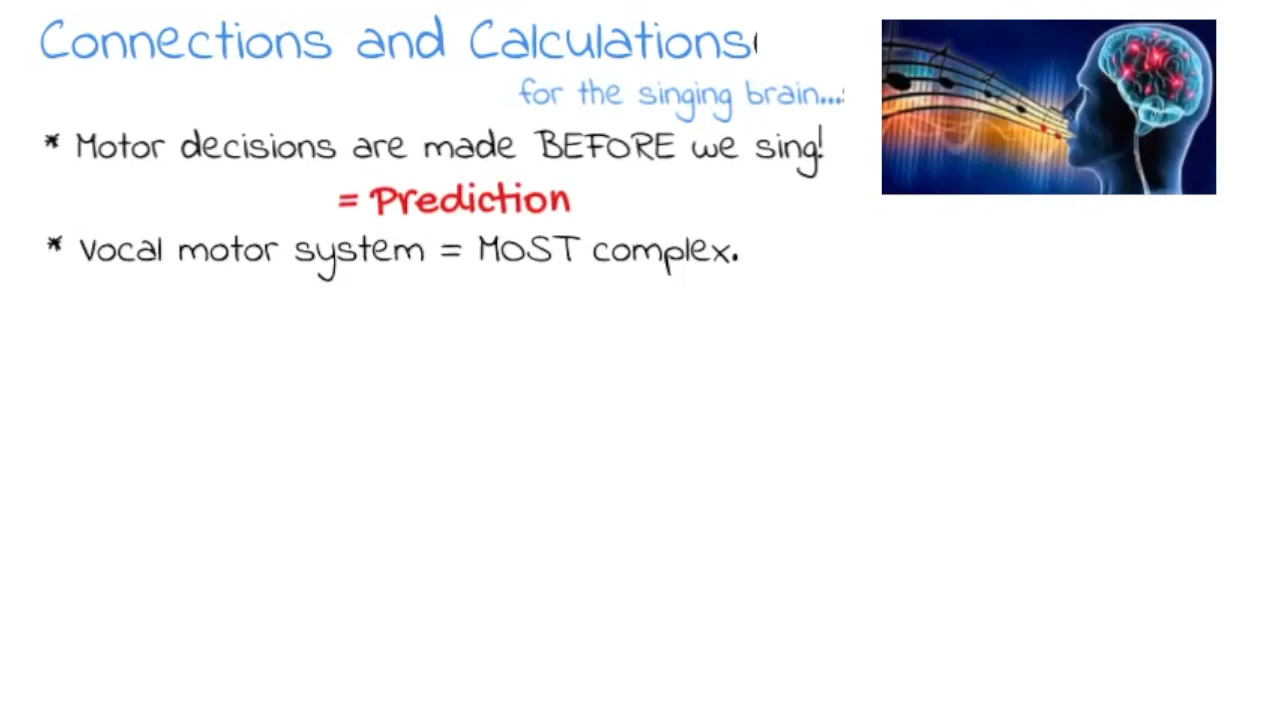 Connections and Calculations
for the singing brain...
* Motor decisions are made BEFORE we sing!
= Prediction
* Vocal motor system = MOST complex.